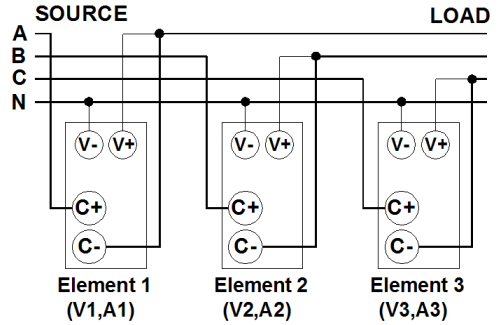 SOURCE
LOAD
A
B
C
N
V- V+ V- V+ V- V+
C+ C+ C+
C- C- C-
Element 1 Element 2 Element 3
(V1,A1) (V2,A2) (V3,A3)